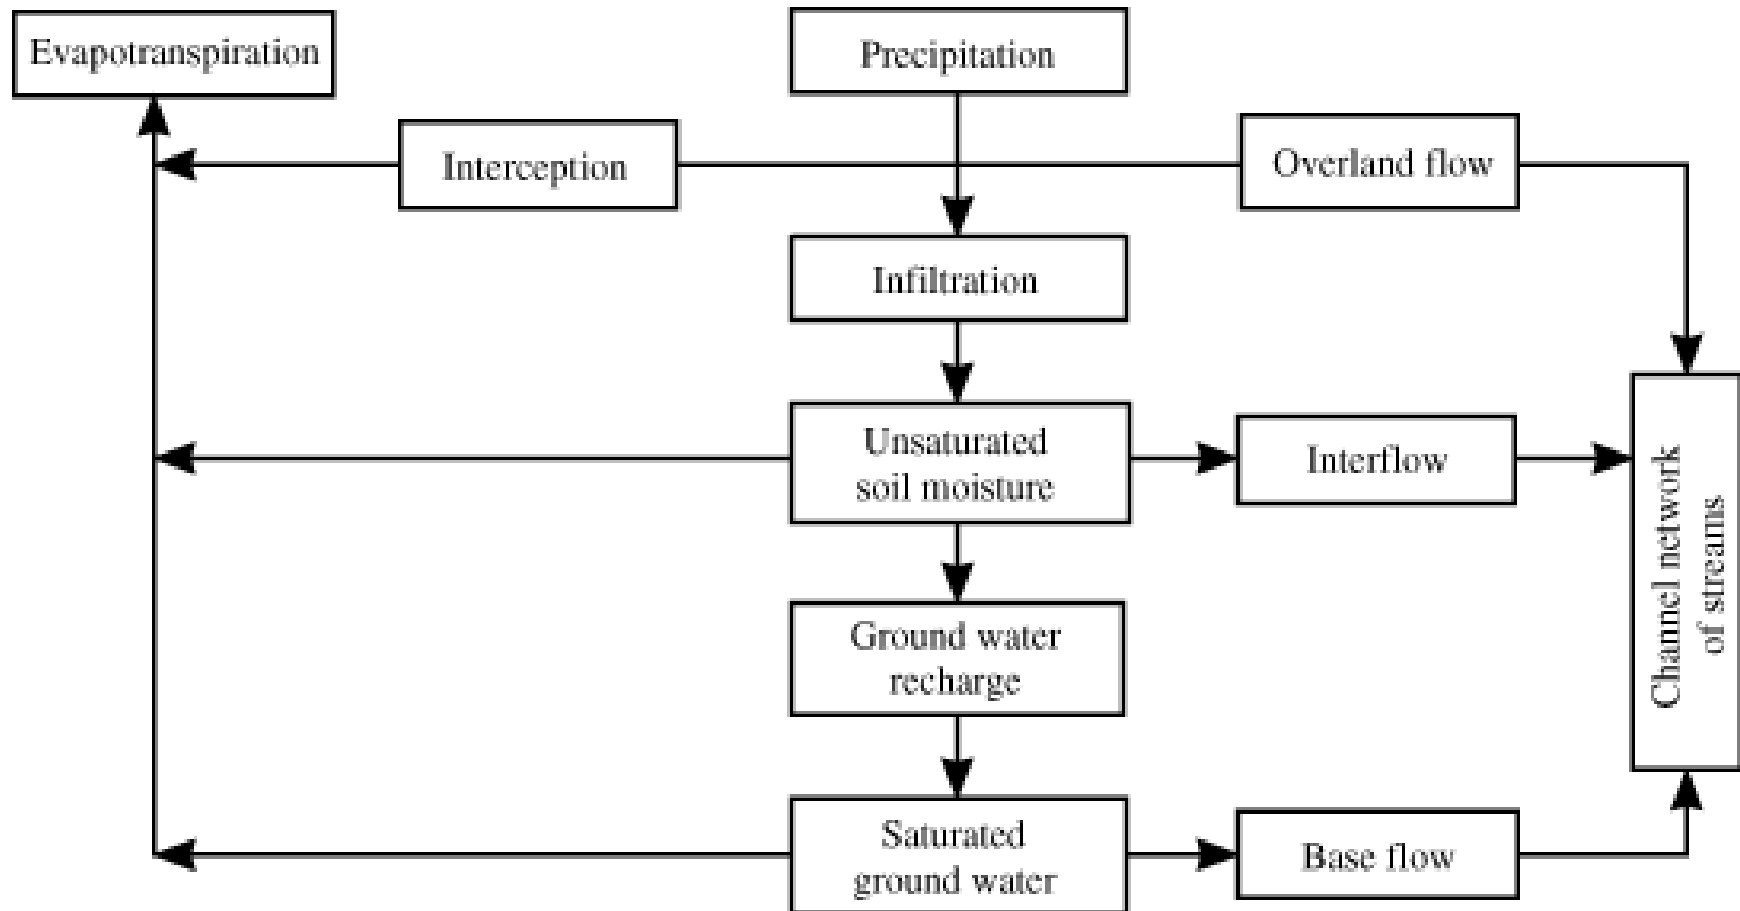 Evapotranspiration
Precipitation
Interception
Overland flow
Infiltration
Unsaturated
soil moisture
Interflow
Channel network
of streams
Ground water
recharge
Saturated
ground water
Base flow